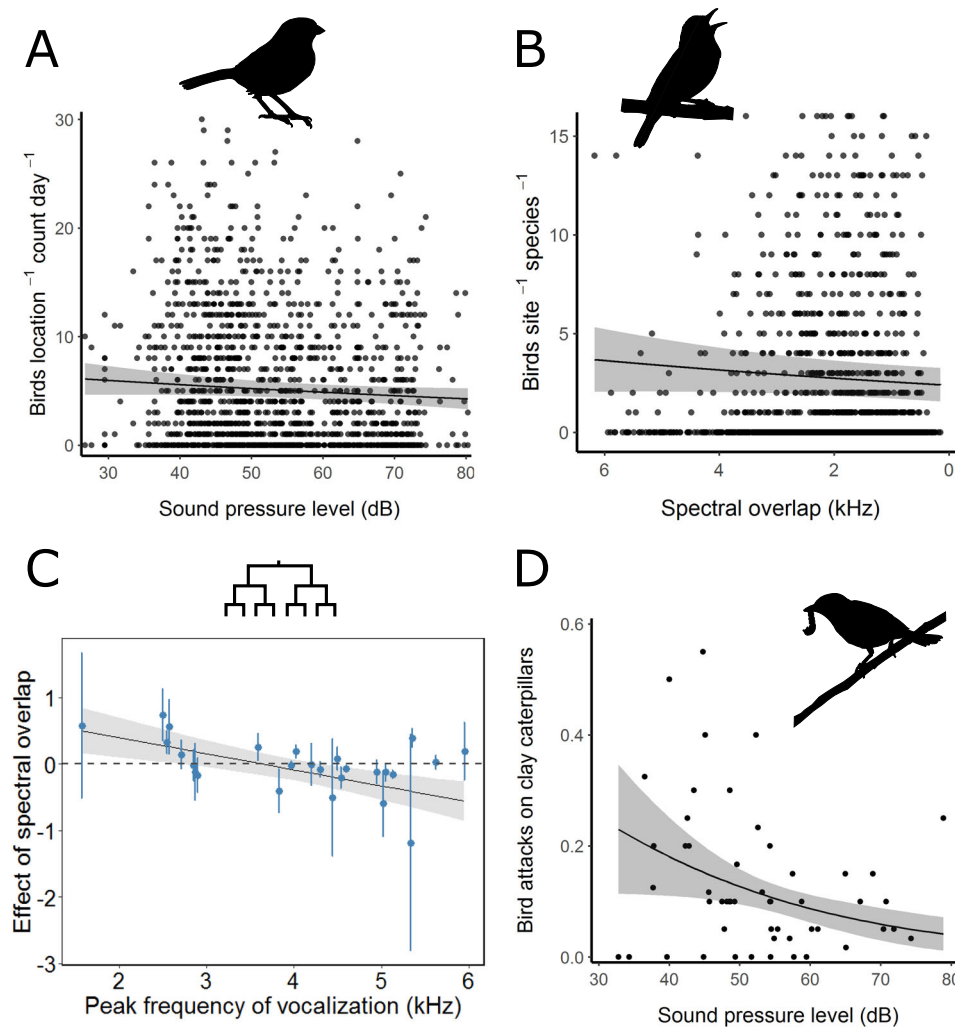 A
Birds location ⁻¹ count day ⁻¹
30
20
10
0
30 40 50 60 70 80
Sound pressure level (dB)
B
Birds site ⁻¹ species ⁻¹
15
10
5
0
6 4 2 0
Spectral overlap (kHz)
C
Effect of spectral overlap
1
0
-1
-2
-3
2 3 4 5 6
Peak frequency of vocalization (kHz)
D
Bird attacks on clay caterpillars
0.6
0.4
0.2
0.0
30 40 50 60 70 80
Sound pressure level (dB)